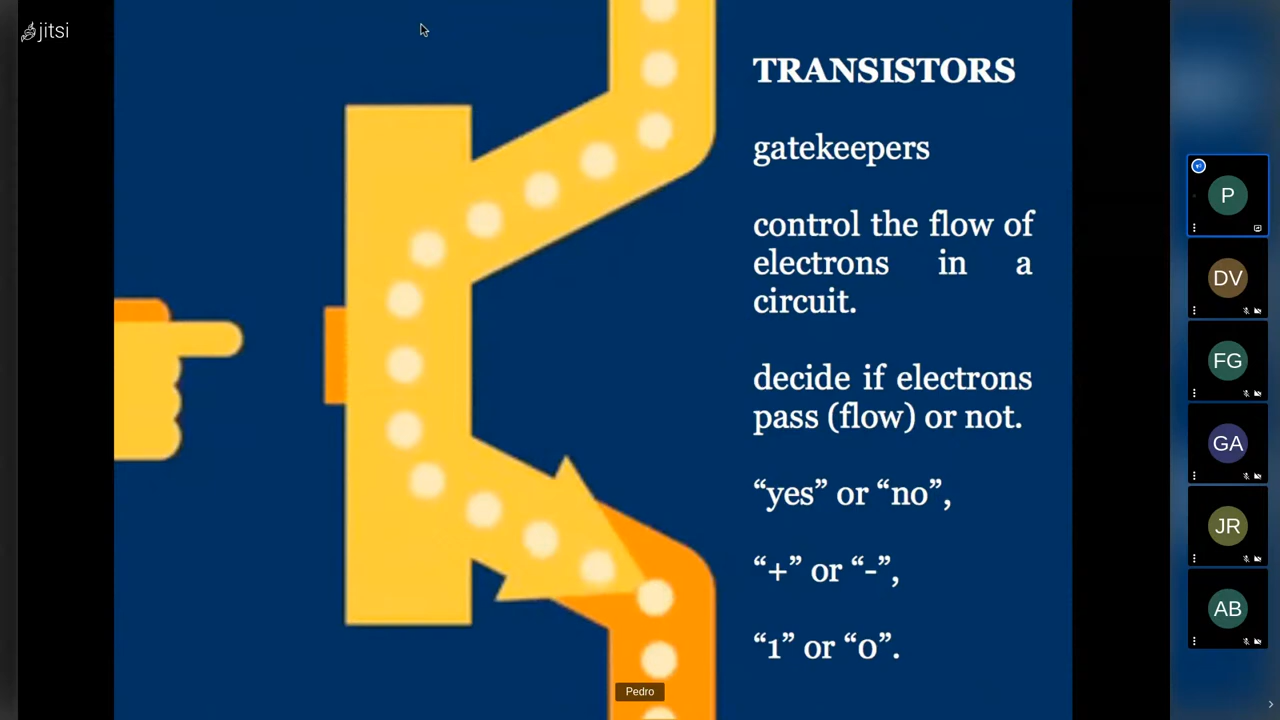 jitsi
TRANSISTORS
gatekeepers
control the flow of
electrons in a
circuit.
decide if electrons
pass (flow) or not.
“yes” or “no”,
“+” or “-”,
“1” or “0”.
Pedro
P
DV
FG
GA
JR
AB